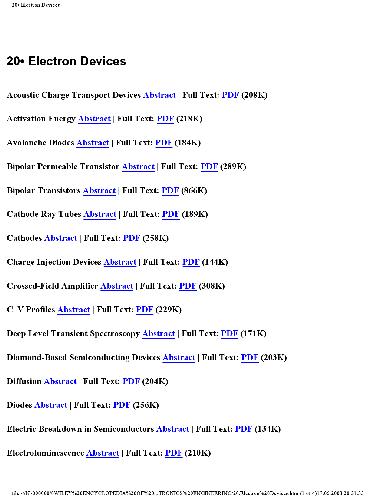 20• Electron Devices
20• Electron Devices
Acoustic Charge Transport Devices Abstract | Full Text: PDF (208K)
Activation Energy Abstract | Full Text: PDF (218K)
Avalanche Diodes Abstract | Full Text: PDF (184K)
Bipolar Permeable Transistor Abstract | Full Text: PDF (289K)
Bipolar Transistors Abstract | Full Text: PDF (866K)
Cathode Ray Tubes Abstract | Full Text: PDF (189K)
Cathodes Abstract | Full Text: PDF (258K)
Charge Injection Devices Abstract | Full Text: PDF (144K)
Crossed-Field Amplifier Abstract | Full Text: PDF (308K)
C-V Profiles Abstract | Full Text: PDF (229K)
Deep Level Transient Spectroscopy Abstract | Full Text: PDF (171K)
Diamond-Based Semiconducting Devices Abstract | Full Text: PDF (203K)
Diffusion Abstract | Full Text: PDF (204K)
Diodes Abstract | Full Text: PDF (256K)
Electric Breakdown in Semiconductors Abstract | Full Text: PDF (134K)
Electroluminescence Abstract | Full Text: PDF (210K)